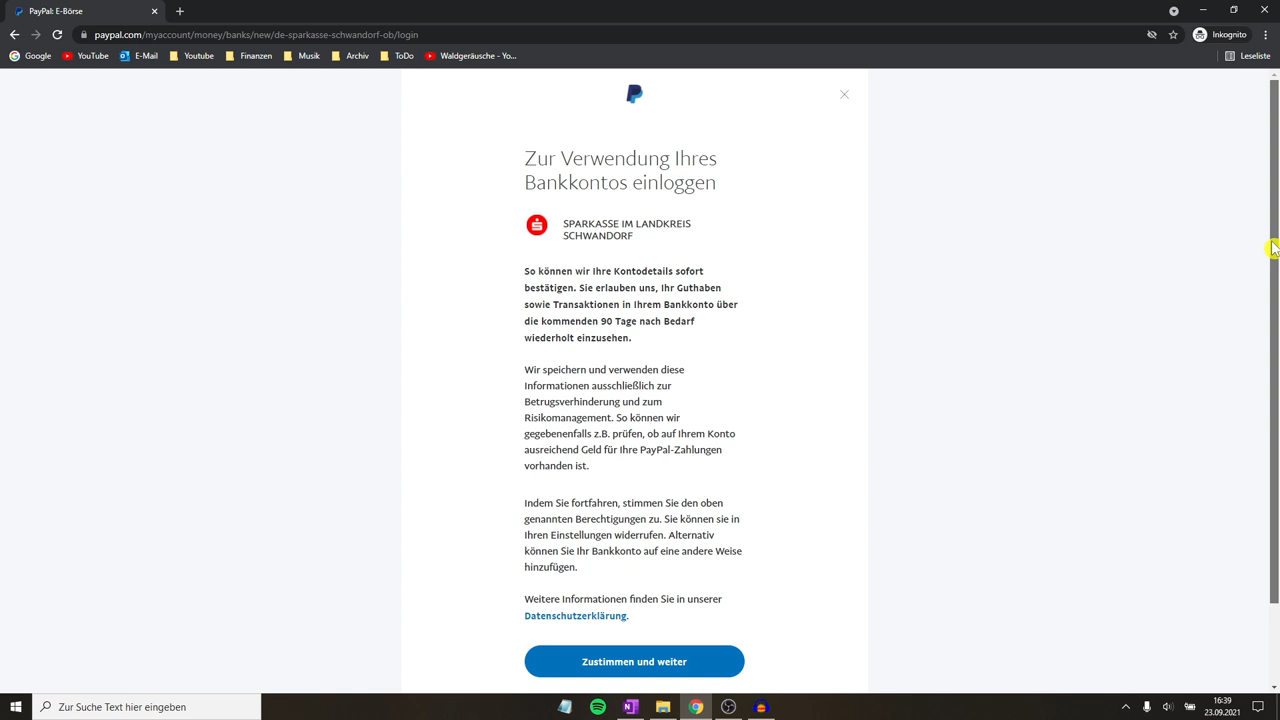 PayPal E-Börse
paypal.com/myaccount/money/banks/new/de-sparkasse-schwandorf-ob/login
Inkognito
Google
YouTube
E-Mail
Youtube
Finanzen
Musik
Archiv
ToDo
Waldgeräusche - Yo...
Leseliste
Zur Verwendung Ihres
Bankkontos einloggen
SPARKASSE IM LANDKREIS
SCHWANDORF
So können wir Ihre Kontodetails sofort
bestätigen. Sie erlauben uns, Ihr Guthaben
sowie Transaktionen in Ihrem Bankkonto über
die kommenden 90 Tage nach Bedarf
wiederholt einzusehen.
Wir speichern und verwenden diese
Informationen ausschließlich zur
Betrugsverhinderung und zum
Risikomanagement. So können wir
gegebenenfalls z.B. prüfen, ob auf Ihrem Konto
ausreichend Geld für Ihre PayPal-Zahlungen
vorhanden ist.
Indem Sie fortfahren, stimmen Sie den oben
genannten Berechtigungen zu. Sie können sie in
Ihren Einstellungen widerrufen. Alternativ
können Sie Ihr Bankkonto auf eine andere Weise
hinzufügen.
Weitere Informationen finden Sie in unserer
Datenschutzerklärung.
Zustimmen und weiter
Zur Suche Text hier eingeben
16:39
23.09.2021